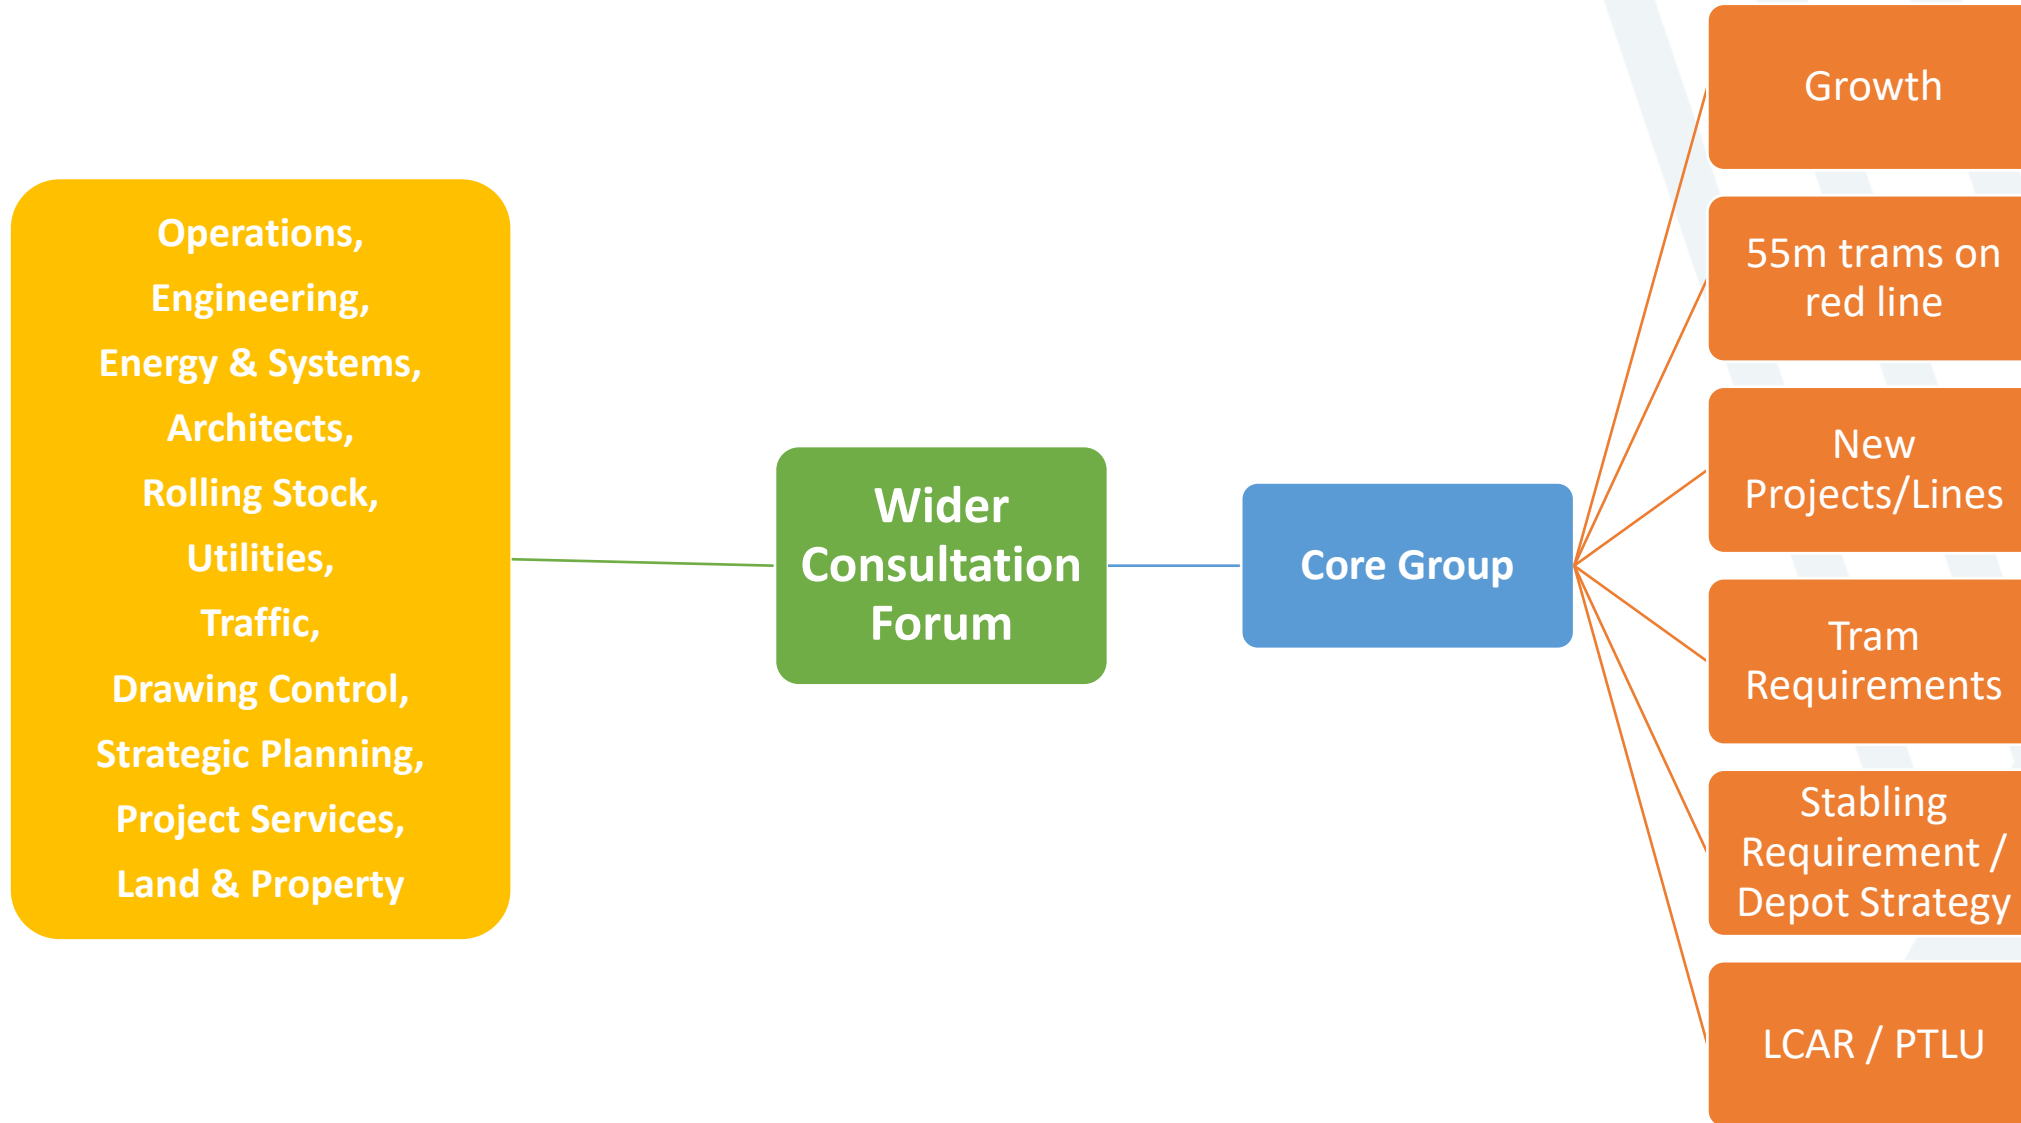 Operations,
Engineering,
Energy & Systems,
Architects,
Rolling Stock,
Utilities,
Traffic,
Drawing Control,
Strategic Planning,
Project Services,
Land & Property
Wider
Consultation
Forum
Core Group
Growth
55m trams on
red line
New
Projects/Lines
Tram
Requirements
Stabling
Requirement /
Depot Strategy
LCAR / PTLU